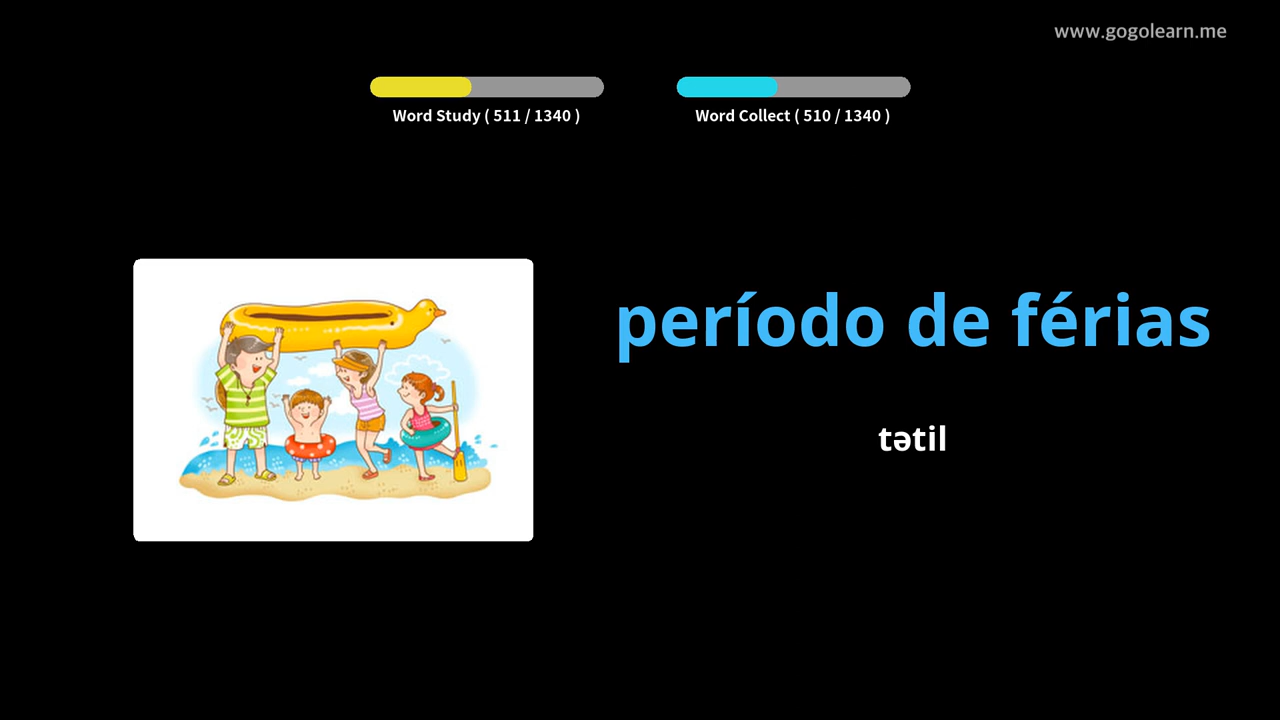 www.gogolearn.me
Word Study ( 511 / 1340 )
Word Collect ( 510 / 1340 )
período de férias
tətil